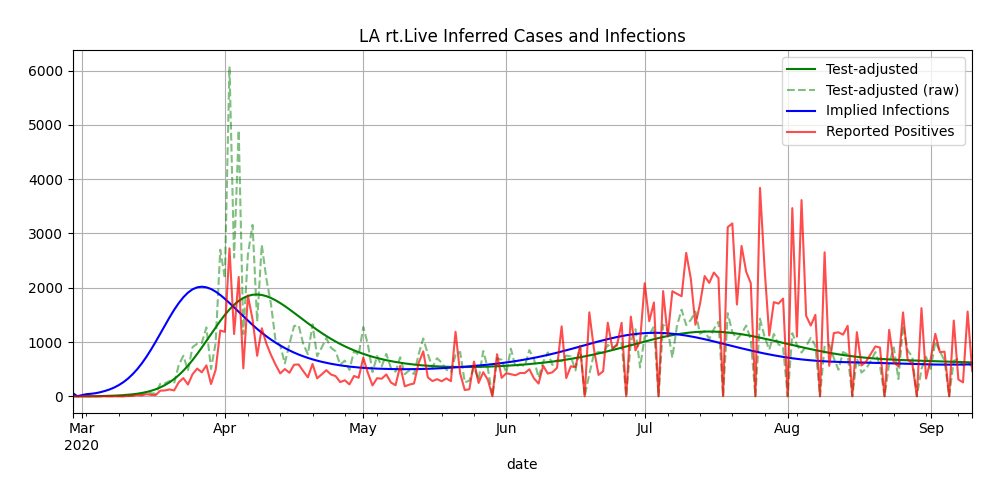 LA rt.Live Inferred Cases and Infections
6000
5000
4000
3000
2000
1000
0
Test-adjusted
Test-adjusted (raw)
Implied Infections
Reported Positives
Mar Apr May Jun Jul Aug Sep
2020
date